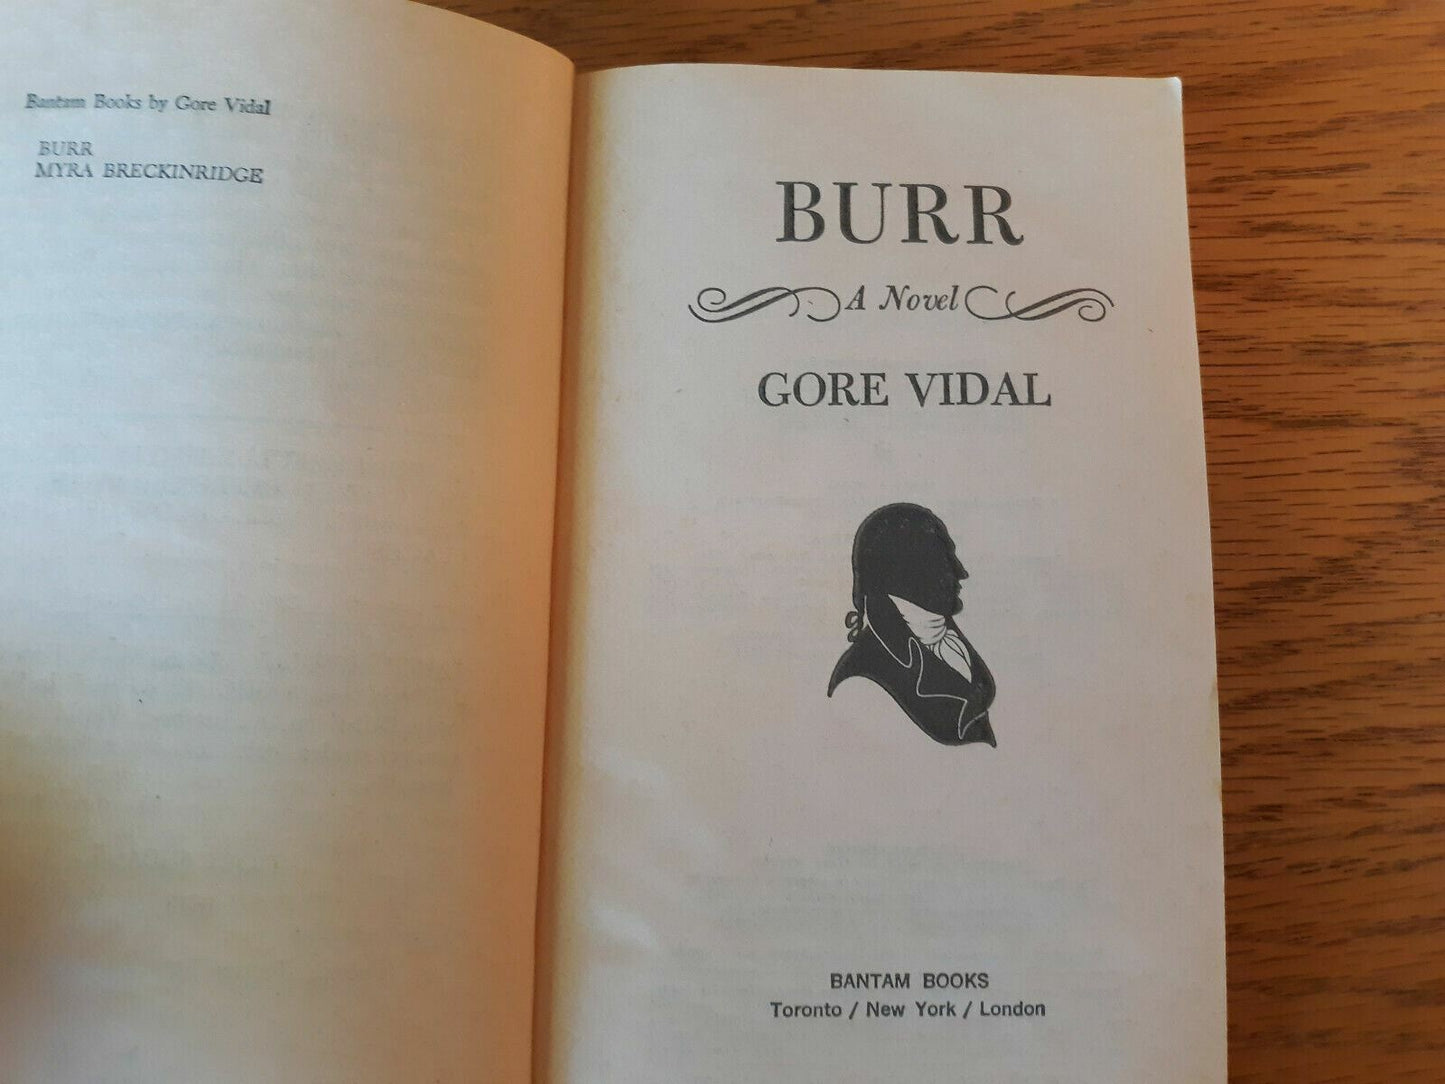 Bantam Books by Gore Vidal
BURR
MYRA BRECKINRIDGE
BURR
A Novel
GORE VIDAL
BANTAM BOOKS
Toronto / New York / London